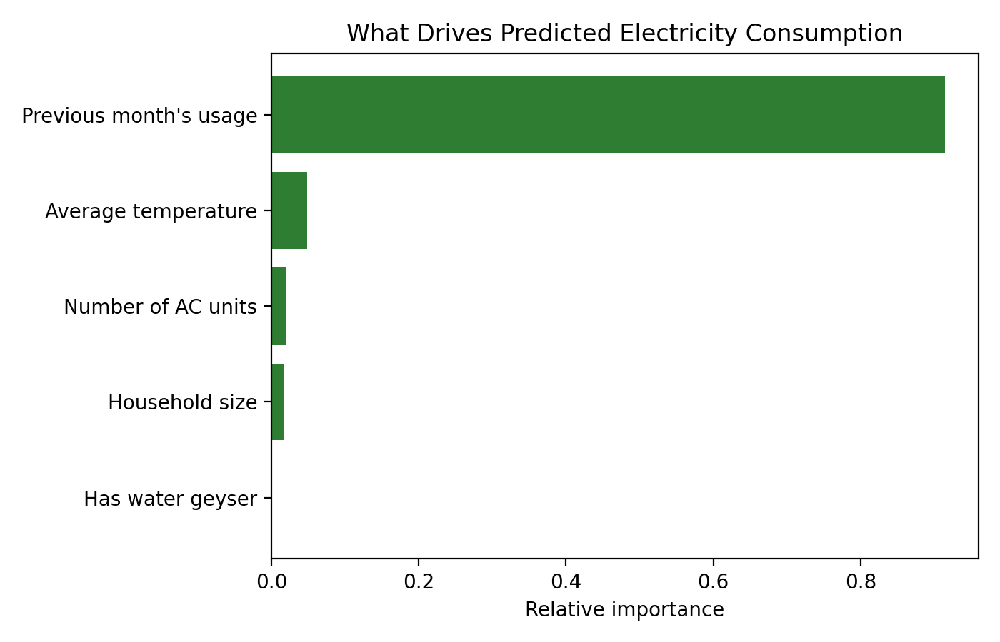 What Drives Predicted Electricity Consumption
Previous month's usage
Average temperature
Number of AC units
Household size
Has water geyser
0.0 0.2 0.4 0.6 0.8
Relative importance